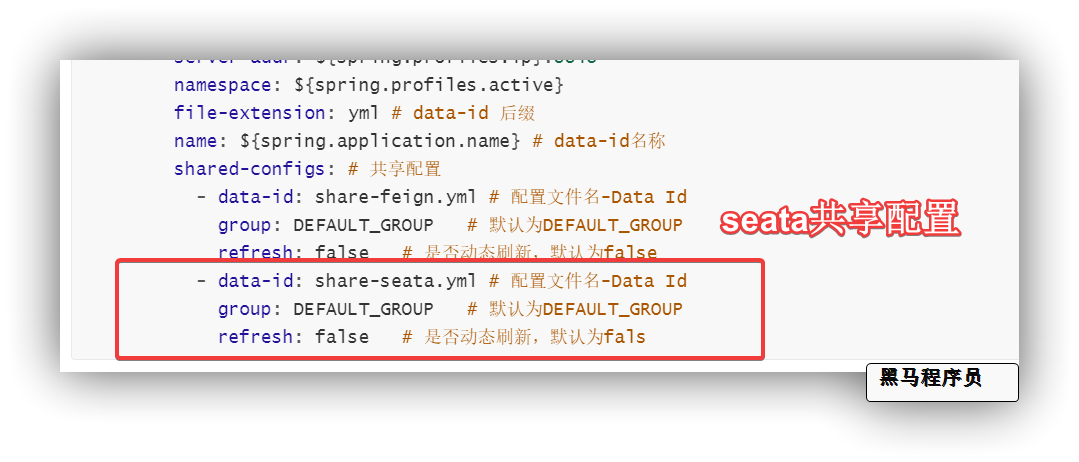 namespace: ${spring.profiles.active}
file-extension: yml # data-id 后缀
name: ${spring.application.name} # data-id名称
shared-configs: # 共享配置
- data-id: share-feign.yml # 配置文件名-Data Id
group: DEFAULT_GROUP # 默认为DEFAULT_GROUP
refresh: false # 是否动态刷新，默认为false
- data-id: share-seata.yml # 配置文件名-Data Id
group: DEFAULT_GROUP # 默认为DEFAULT_GROUP
refresh: false # 是否动态刷新，默认为fals
seata共享配置
黑马程序员